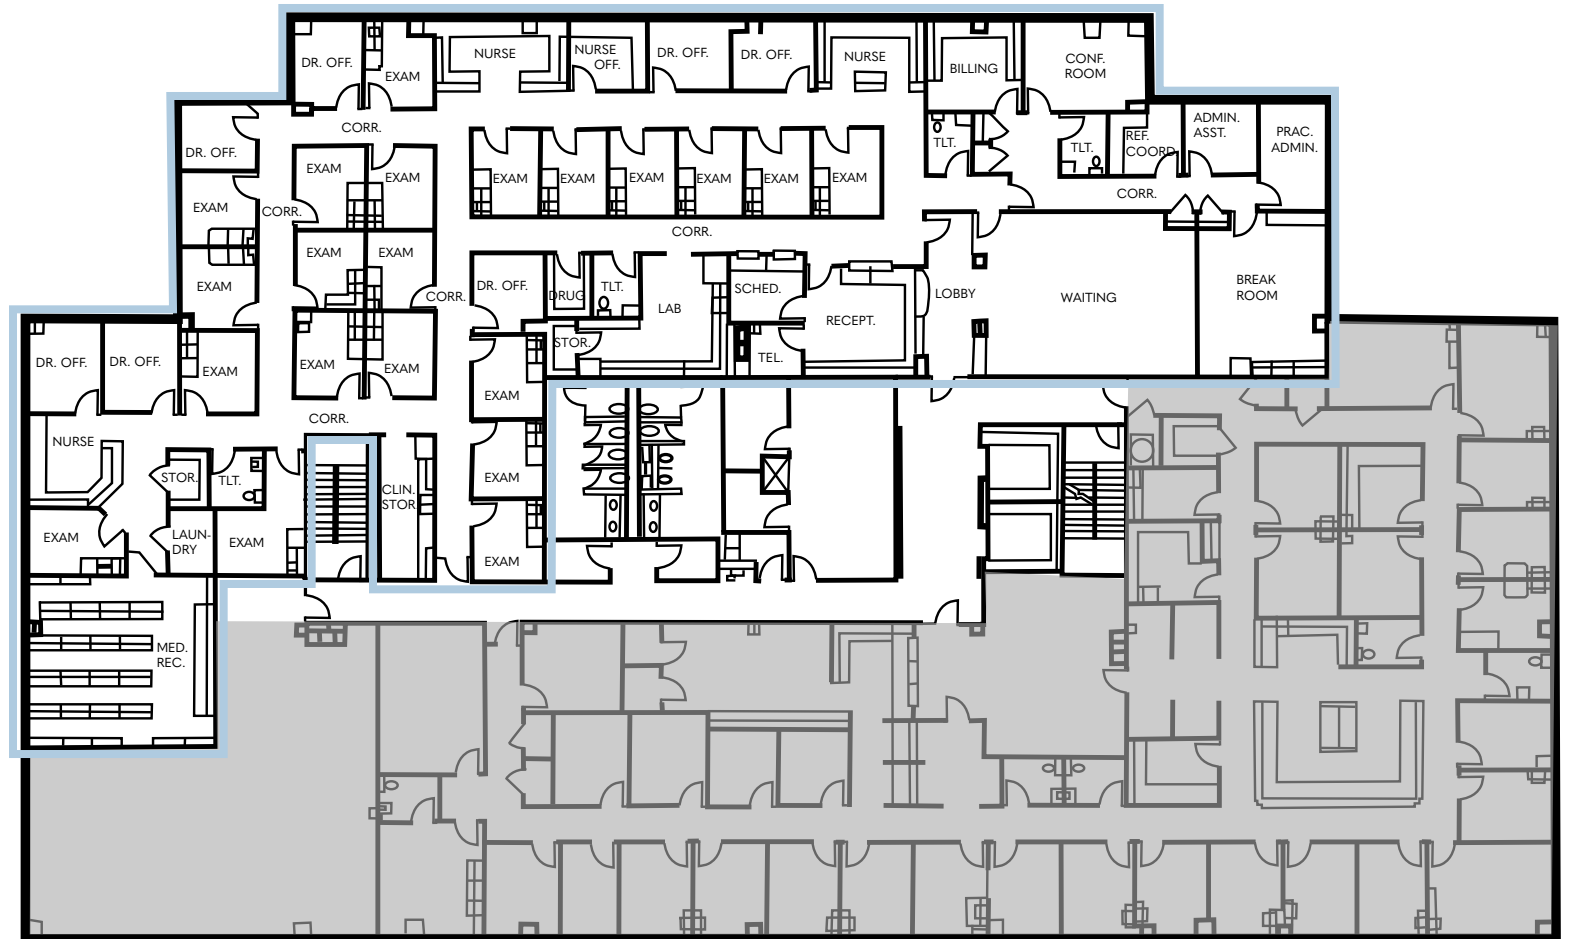 DR. OFF.
EXAM
NURSE
NURSE
OFF.
DR. OFF.
DR. OFF.
NURSE
BILLING
CONF.
ROOM
CORR.
DR. OFF.
TLT.
TLT.
REF.
COORD.
ADMIN.
ASST.
PRAC.
ADMIN.
EXAM
EXAM
EXAM
EXAM
EXAM
EXAM
EXAM
EXAM
EXAM
CORR.
CORR.
CORR.
EXAM
EXAM
EXAM
CORR.
DR. OFF.
DRUG
TLT.
LAB
SCHED.
RECEPT.
LOBBY
WAITING
BREAK
ROOM
STOR.
TEL.
DR. OFF.
DR. OFF.
EXAM
EXAM
EXAM
EXAM
CORR.
NURSE
STOR.
TLT.
CLIN.
STOR.
EXAM
EXAM
LAUN-
DRY
EXAM
EXAM
MED.
REC.